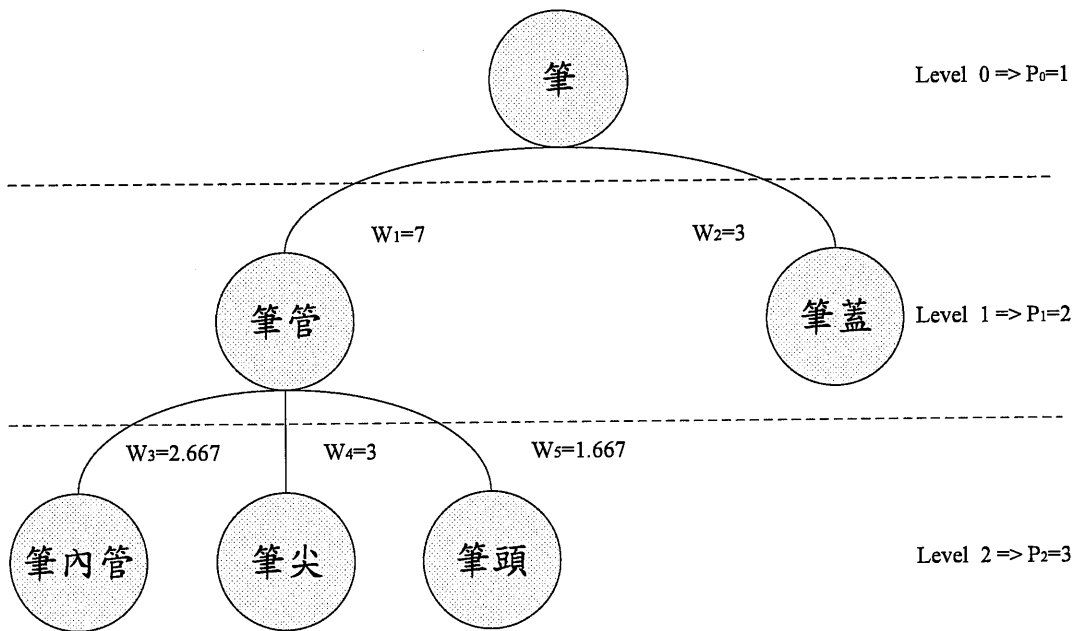 筆
Level 0 => P₀=1
W₁=7
W₂=3
筆管
筆蓋
Level 1 => P₁=2
W₃=2.667
W₄=3
W₅=1.667
筆內管
筆尖
筆頭
Level 2 => P₂=3